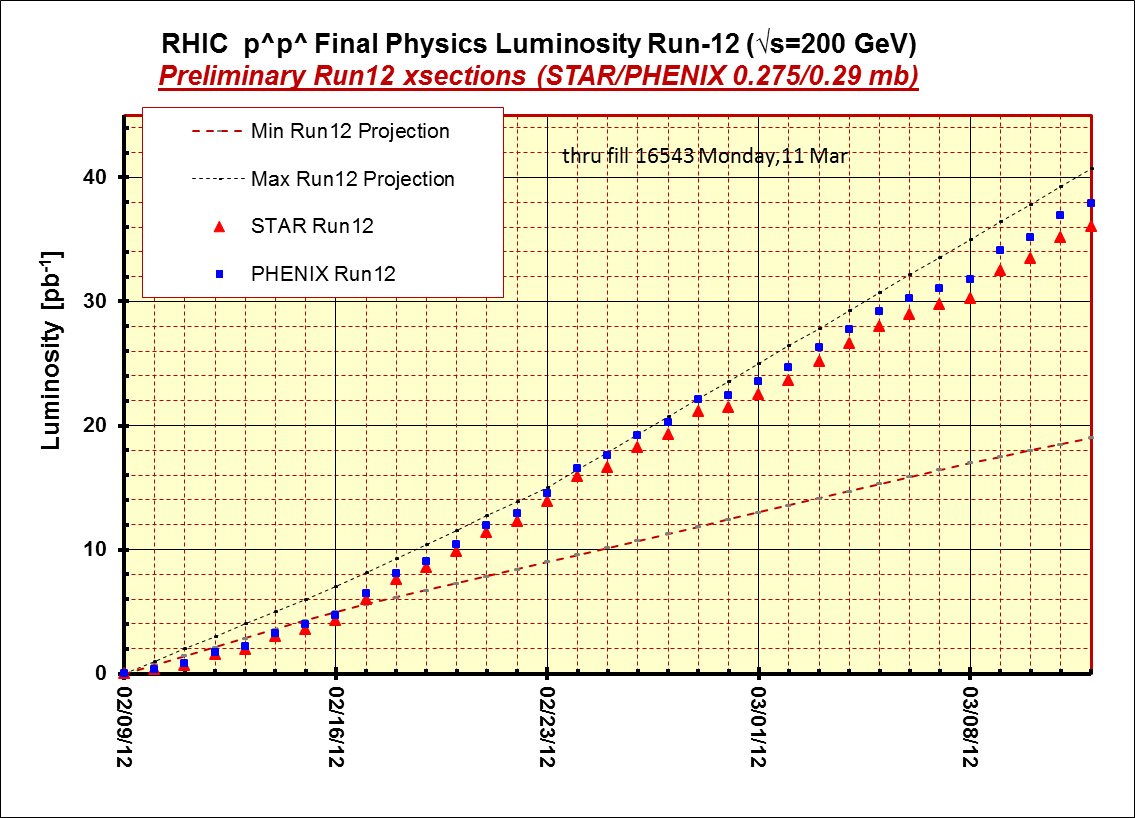 RHIC p^p^ Final Physics Luminosity Run-12 (√s=200 GeV)
Preliminary Run12 xsections (STAR/PHENIX 0.275/0.29 mb)
Min Run12 Projection
Max Run12 Projection
STAR Run12
PHENIX Run12
thru fill 16543 Monday,11 Mar
Luminosity [pb-1]
40
30
20
10
0
02/09/12
02/16/12
02/23/12
03/01/12
03/08/12